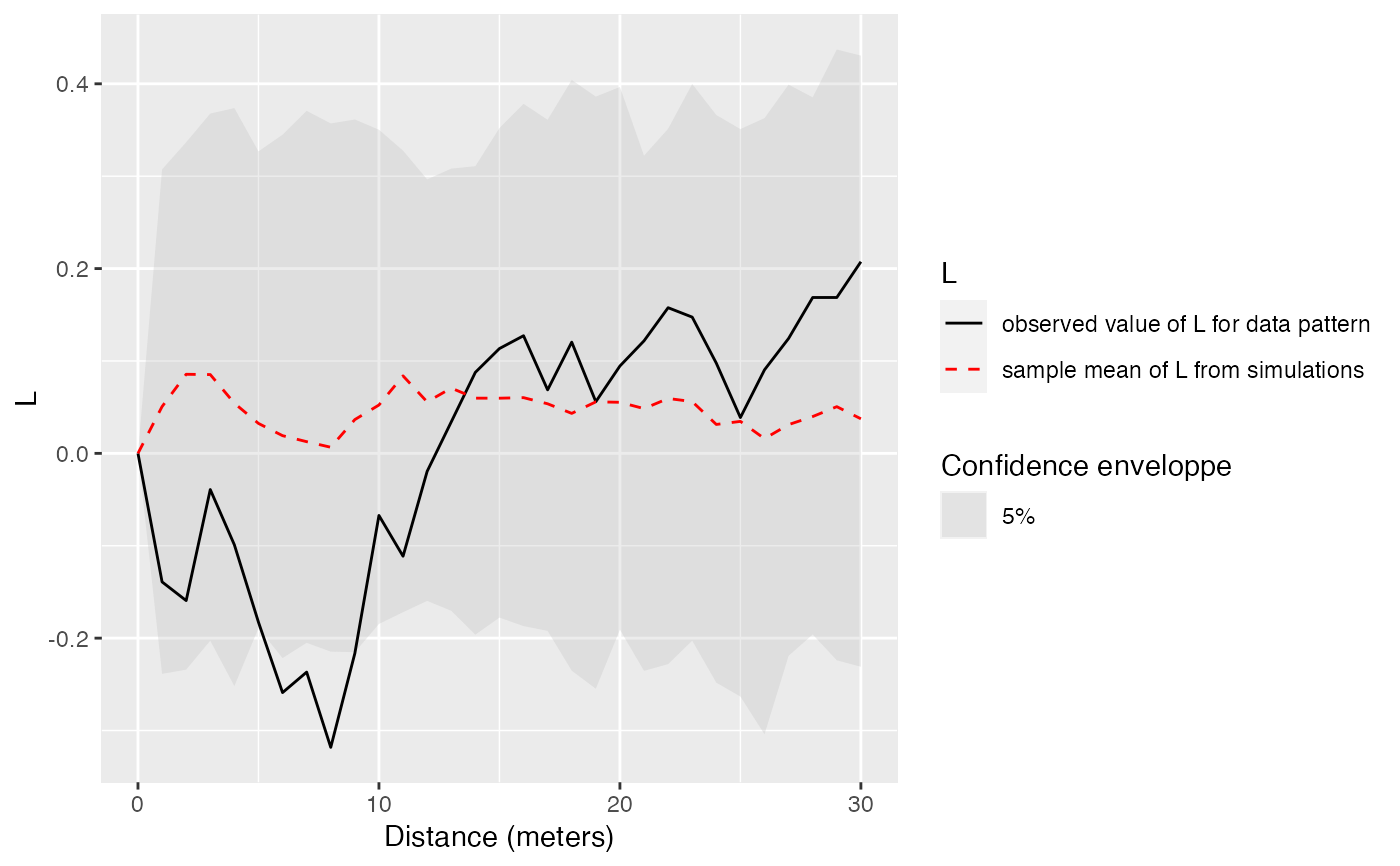 L
0.4
0.2
0.0
-0.2
0
10
20
30
Distance (meters)
L
observed value of L for data pattern
sample mean of L from simulations
Confidence enveloppe
5%